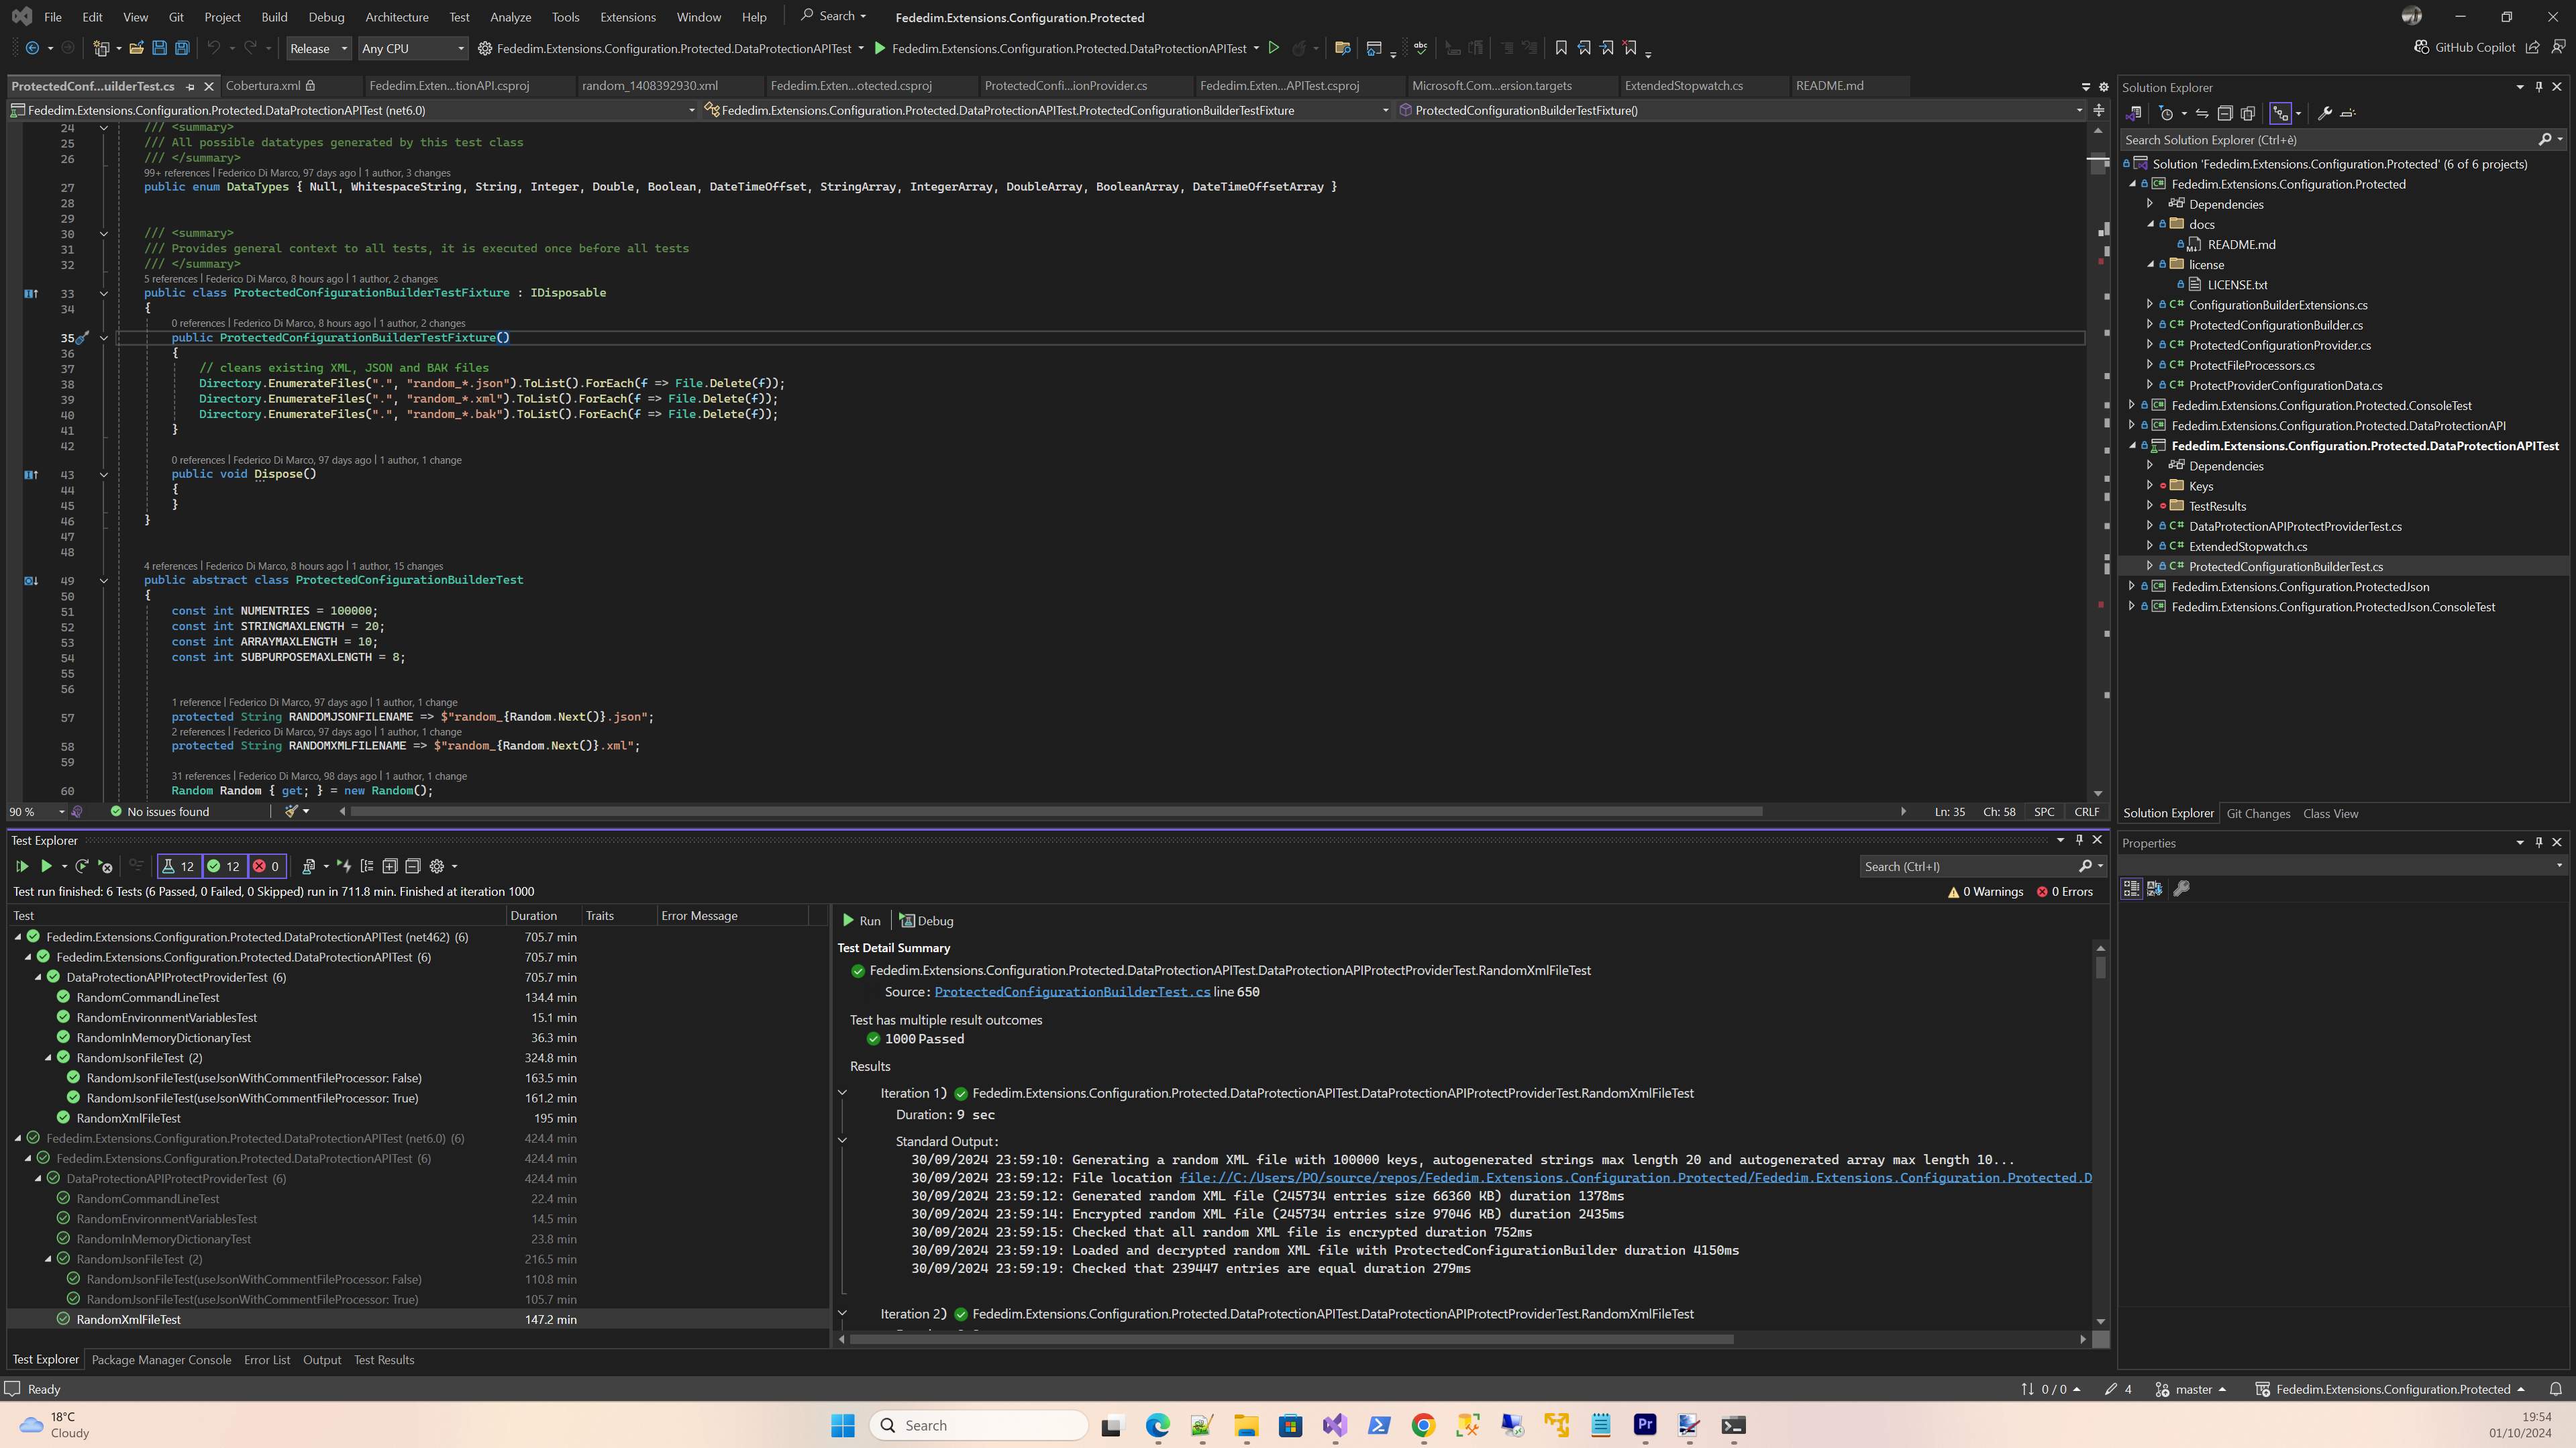 File Edit View Git Project Build Debug Architecture Test Analyze Tools Extensions Window Help Search Fededim.Extensions.Configuration.Protected
Release Any CPU Fededim.Extensions.Configuration.Protected.DataProtectionAPITest Fededim.Extensions.Configuration.Protected.DataProtectionAPITest GitHub Copilot
ProtectedConf...uilderTest.cs Cobertura.xml Fededim.Exten...tionAPI.csproj random_1408392930.xml Fededim.Exten...otected.csproj ProtectedConfi...ionProvider.cs Fededim.Exten...APITest.csproj Microsoft.Com...ersion.targets ExtendedStopwatch.cs README.md
Fededim.Extensions.Configuration.Protected.DataProtectionAPITest (net6.0) Fededim.Extensions.Configuration.Protected.DataProtectionAPITest.ProtectedConfigurationBuilderTestFixture ProtectedConfigurationBuilderTestFixture()
24 /// <summary>
25 /// All possible datatypes generated by this test class
26 /// </summary>
99+ references | Federico Di Marco, 97 days ago | 1 author, 3 changes
27 public enum DataTypes { Null, WhitespaceString, String, Integer, Double, Boolean, DateTimeOffset, StringArray, IntegerArray, DoubleArray, BooleanArray, DateTimeOffsetArray }
28
29
30 /// <summary>
31 /// Provides general context to all tests, it is executed once before all tests
32 /// </summary>
5 references | Federico Di Marco, 8 hours ago | 1 author, 2 changes
33 public class ProtectedConfigurationBuilderTestFixture : IDisposable
34 {
0 references | Federico Di Marco, 8 hours ago | 1 author, 2 changes
35 public ProtectedConfigurationBuilderTestFixture()
36 {
37 // cleans existing XML, JSON and BAK files
38 Directory.EnumerateFiles(".", "random_*.json").ToList().ForEach(f => File.Delete(f));
39 Directory.EnumerateFiles(".", "random_*.xml").ToList().ForEach(f => File.Delete(f));
40 Directory.EnumerateFiles(".", "random_*.bak").ToList().ForEach(f => File.Delete(f));
41 }
42
0 references | Federico Di Marco, 97 days ago | 1 author, 1 change
43 public void Dispose()
44 {
45 }
46 }
47
48
4 references | Federico Di Marco, 8 hours ago | 1 author, 15 changes
49 public abstract class ProtectedConfigurationBuilderTest
50 {
51 const int NUMENTRIES = 100000;
52 const int STRINGMAXLENGTH = 20;
53 const int ARRAYMAXLENGTH = 10;
54 const int SUBPURPOSEMAXLENGTH = 8;
55
56
1 reference | Federico Di Marco, 97 days ago | 1 author, 1 change
57 protected String RANDOMJSONFILENAME => $"random_{Random.Next()}.json";
2 references | Federico Di Marco, 97 days ago | 1 author, 1 change
58 protected String RANDOMXMLFILENAME => $"random_{Random.Next()}.xml";
59
31 references | Federico Di Marco, 98 days ago | 1 author, 1 change
60 Random Random { get; } = new Random();
90 % No issues found Ln: 35 Ch: 58 SPC CRLF
Solution Explorer
Search Solution Explorer (Ctrl+è)
Solution 'Fededim.Extensions.Configuration.Protected' (6 of 6 projects)
Fededim.Extensions.Configuration.Protected
Dependencies
docs
README.md
license
LICENSE.txt
C# ConfigurationBuilderExtensions.cs
C# ProtectedConfigurationBuilder.cs
C# ProtectedConfigurationProvider.cs
C# ProtectFileProcessors.cs
C# ProtectProviderConfigurationData.cs
Fededim.Extensions.Configuration.Protected.ConsoleTest
Fededim.Extensions.Configuration.Protected.DataProtectionAPI
Fededim.Extensions.Configuration.Protected.DataProtectionAPITest
Dependencies
Keys
TestResults
C# DataProtectionAPIProtectProviderTest.cs
C# ExtendedStopwatch.cs
C# ProtectedConfigurationBuilderTest.cs
Fededim.Extensions.Configuration.ProtectedJson
Fededim.Extensions.Configuration.ProtectedJson.ConsoleTest
Solution Explorer Git Changes Class View
Properties
Test Explorer
12 12 0 Search (Ctrl+I)
Test run finished: 6 Tests (6 Passed, 0 Failed, 0 Skipped) run in 711.8 min. Finished at iteration 1000 0 Warnings 0 Errors
Test Duration Traits Error Message
Fededim.Extensions.Configuration.Protected.DataProtectionAPITest (net462) (6) 705.7 min
Fededim.Extensions.Configuration.Protected.DataProtectionAPITest (6) 705.7 min
DataProtectionAPIProtectProviderTest (6) 705.7 min
RandomCommandLineTest 134.4 min
RandomEnvironmentVariablesTest 15.1 min
RandomInMemoryDictionaryTest 36.3 min
RandomJsonFileTest (2) 324.8 min
RandomJsonFileTest(useJsonWithCommentFileProcessor: False) 163.5 min
RandomJsonFileTest(useJsonWithCommentFileProcessor: True) 161.2 min
RandomXmlFileTest 195 min
Fededim.Extensions.Configuration.Protected.DataProtectionAPITest (net6.0) (6) 424.4 min
Fededim.Extensions.Configuration.Protected.DataProtectionAPITest (6) 424.4 min
DataProtectionAPIProtectProviderTest (6) 424.4 min
RandomCommandLineTest 22.4 min
RandomEnvironmentVariablesTest 14.5 min
RandomInMemoryDictionaryTest 23.8 min
RandomJsonFileTest (2) 216.5 min
RandomJsonFileTest(useJsonWithCommentFileProcessor: False) 110.8 min
RandomJsonFileTest(useJsonWithCommentFileProcessor: True) 105.7 min
RandomXmlFileTest 147.2 min
Run Debug
Test Detail Summary
Fededim.Extensions.Configuration.Protected.DataProtectionAPITest.DataProtectionAPIProtectProviderTest.RandomXmlFileTest
Source: ProtectedConfigurationBuilderTest.cs line 650
Test has multiple result outcomes
1000 Passed
Results
Iteration 1) Fededim.Extensions.Configuration.Protected.DataProtectionAPITest.DataProtectionAPIProtectProviderTest.RandomXmlFileTest
Duration: 9 sec
Standard Output:
30/09/2024 23:59:10: Generating a random XML file with 100000 keys, autogenerated strings max length 20 and autogenerated array max length 10...
30/09/2024 23:59:12: File location file://C:/Users/PO/source/repos/Fededim.Extensions.Configuration.Protected/Fededim.Extensions.Configuration.Protected.D
30/09/2024 23:59:12: Generated random XML file (245734 entries size 66360 KB) duration 1378ms
30/09/2024 23:59:14: Encrypted random XML file (245734 entries size 97046 KB) duration 2435ms
30/09/2024 23:59:15: Checked that all random XML file is encrypted duration 752ms
30/09/2024 23:59:19: Loaded and decrypted random XML file with ProtectedConfigurationBuilder duration 4150ms
30/09/2024 23:59:19: Checked that 239447 entries are equal duration 279ms
Iteration 2) Fededim.Extensions.Configuration.Protected.DataProtectionAPITest.DataProtectionAPIProtectProviderTest.RandomXmlFileTest
Test Explorer Package Manager Console Error List Output Test Results
Ready 0 / 0 4 master Fededim.Extensions.Configuration.Protected
18°C
Cloudy
Search
Pr
19:54
01/10/2024